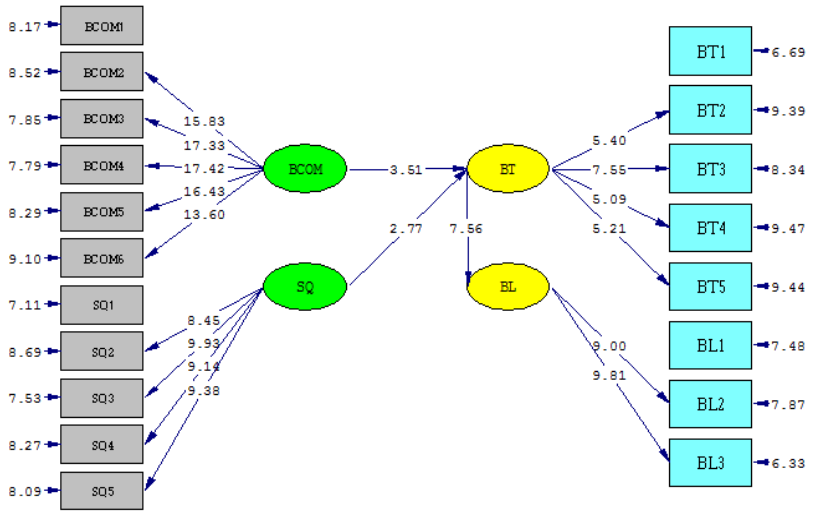 8.17 BCOM1
8.52 BCOM2
7.85 BCOM3
7.79 BCOM4
8.29 BCOM5
9.10 BCOM6
7.11 SQ1
8.69 SQ2
7.53 SQ3
8.27 SQ4
8.09 SQ5
15.83
17.33
17.42
16.43
13.60
8.45
9.93
9.14
9.38
BCOM
SQ
3.51
2.77
7.56
BT
BL
5.40
7.55
5.09
5.21
9.00
9.81
BT1 6.69
BT2 9.39
BT3 8.34
BT4 9.47
BT5 9.44
BL1 7.48
BL2 7.87
BL3 6.33